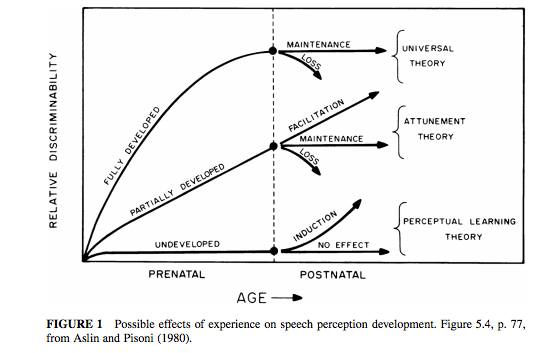 RELATIVE DISCRIMINABILITY
FULLY DEVELOPED
MAINTENANCE
LOSS
UNIVERSAL
THEORY
PARTIALLY DEVELOPED
FACILITATION
MAINTENANCE
LOSS
ATTUNEMENT
THEORY
UNDEVELOPED
INDUCTION
NO EFFECT
PERCEPTUAL LEARNING
THEORY
PRENATAL
POSTNATAL
AGE
FIGURE 1 Possible effects of experience on speech perception development. Figure 5.4, p. 77,
from Aslin and Pisoni (1980).